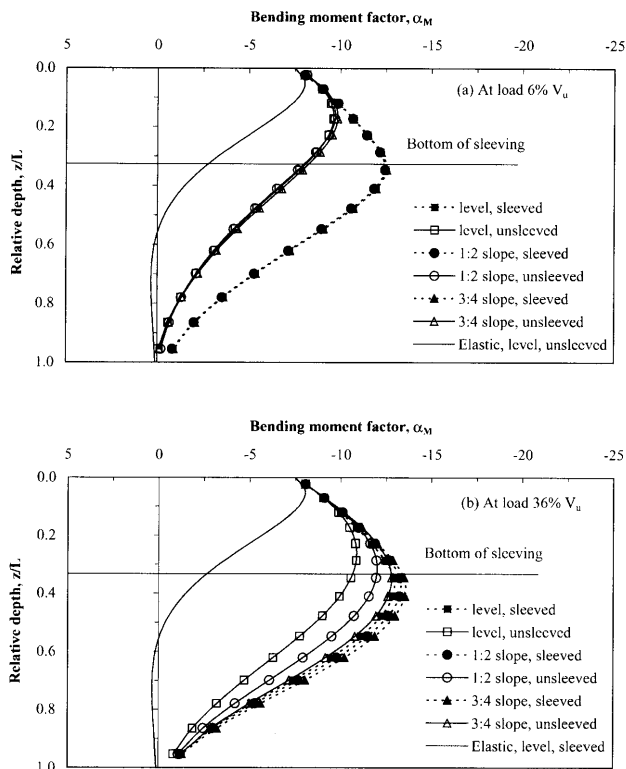 Bending moment factor, αM
5 0 -5 -10 -15 -20 -25
0.0
0.2
0.4
0.6
0.8
1.0
Relative depth, z/L
(a) At load 6% Vu
Bottom of sleeving
level, sleeved
level, unsleeved
1:2 slope, sleeved
1:2 slope, unsleeved
3:4 slope, sleeved
3:4 slope, unsleeved
Elastic, level, unsleeved
Bending moment factor, αM
5 0 -5 -10 -15 -20 -25
0.0
0.2
0.4
0.6
0.8
1.0
Relative depth, z/L
(b) At load 36% Vu
Bottom of sleeving
level, sleeved
level, unsleeved
1:2 slope, sleeved
1:2 slope, unsleeved
3:4 slope, sleeved
3:4 slope, unsleeved
Elastic, level, sleeved